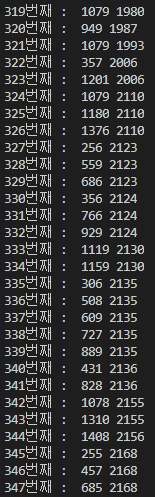 319번째 :  1079 1980
320번째 :  949 1987
321번째 :  1079 1993
322번째 :  357 2006
323번째 :  1201 2006
324번째 :  1079 2110
325번째 :  1180 2110
326번째 :  1376 2110
327번째 :  256 2123
328번째 :  559 2123
329번째 :  686 2123
330번째 :  356 2124
331번째 :  766 2124
332번째 :  929 2124
333번째 :  1119 2130
334번째 :  1159 2130
335번째 :  306 2135
336번째 :  508 2135
337번째 :  609 2135
338번째 :  727 2135
339번째 :  889 2135
340번째 :  431 2136
341번째 :  828 2136
342번째 :  1078 2155
343번째 :  1310 2155
344번째 :  1408 2156
345번째 :  255 2168
346번째 :  457 2168
347번째 :  685 2168